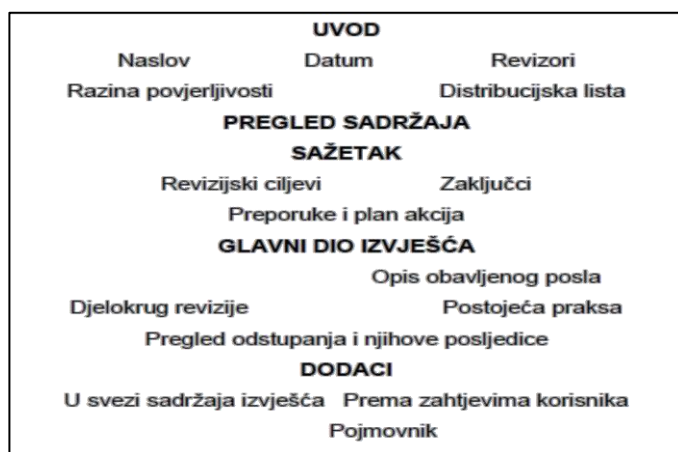 UVOD
Naslov Datum Revizori
Razina povjerljivosti Distribucijska lista
PREGLED SADRŽAJA
SAŽETAK
Revizijski ciljevi Zaključci
Preporuke i plan akcija
GLAVNI DIO IZVJEŠĆA
Opis obavljenog posla
Djelokrug revizije Postojeća praksa
Pregled odstupanja i njihove posljedice
DODACI
U svezi sadržaja izvješća Prema zahtjevima korisnika
Pojmovnik